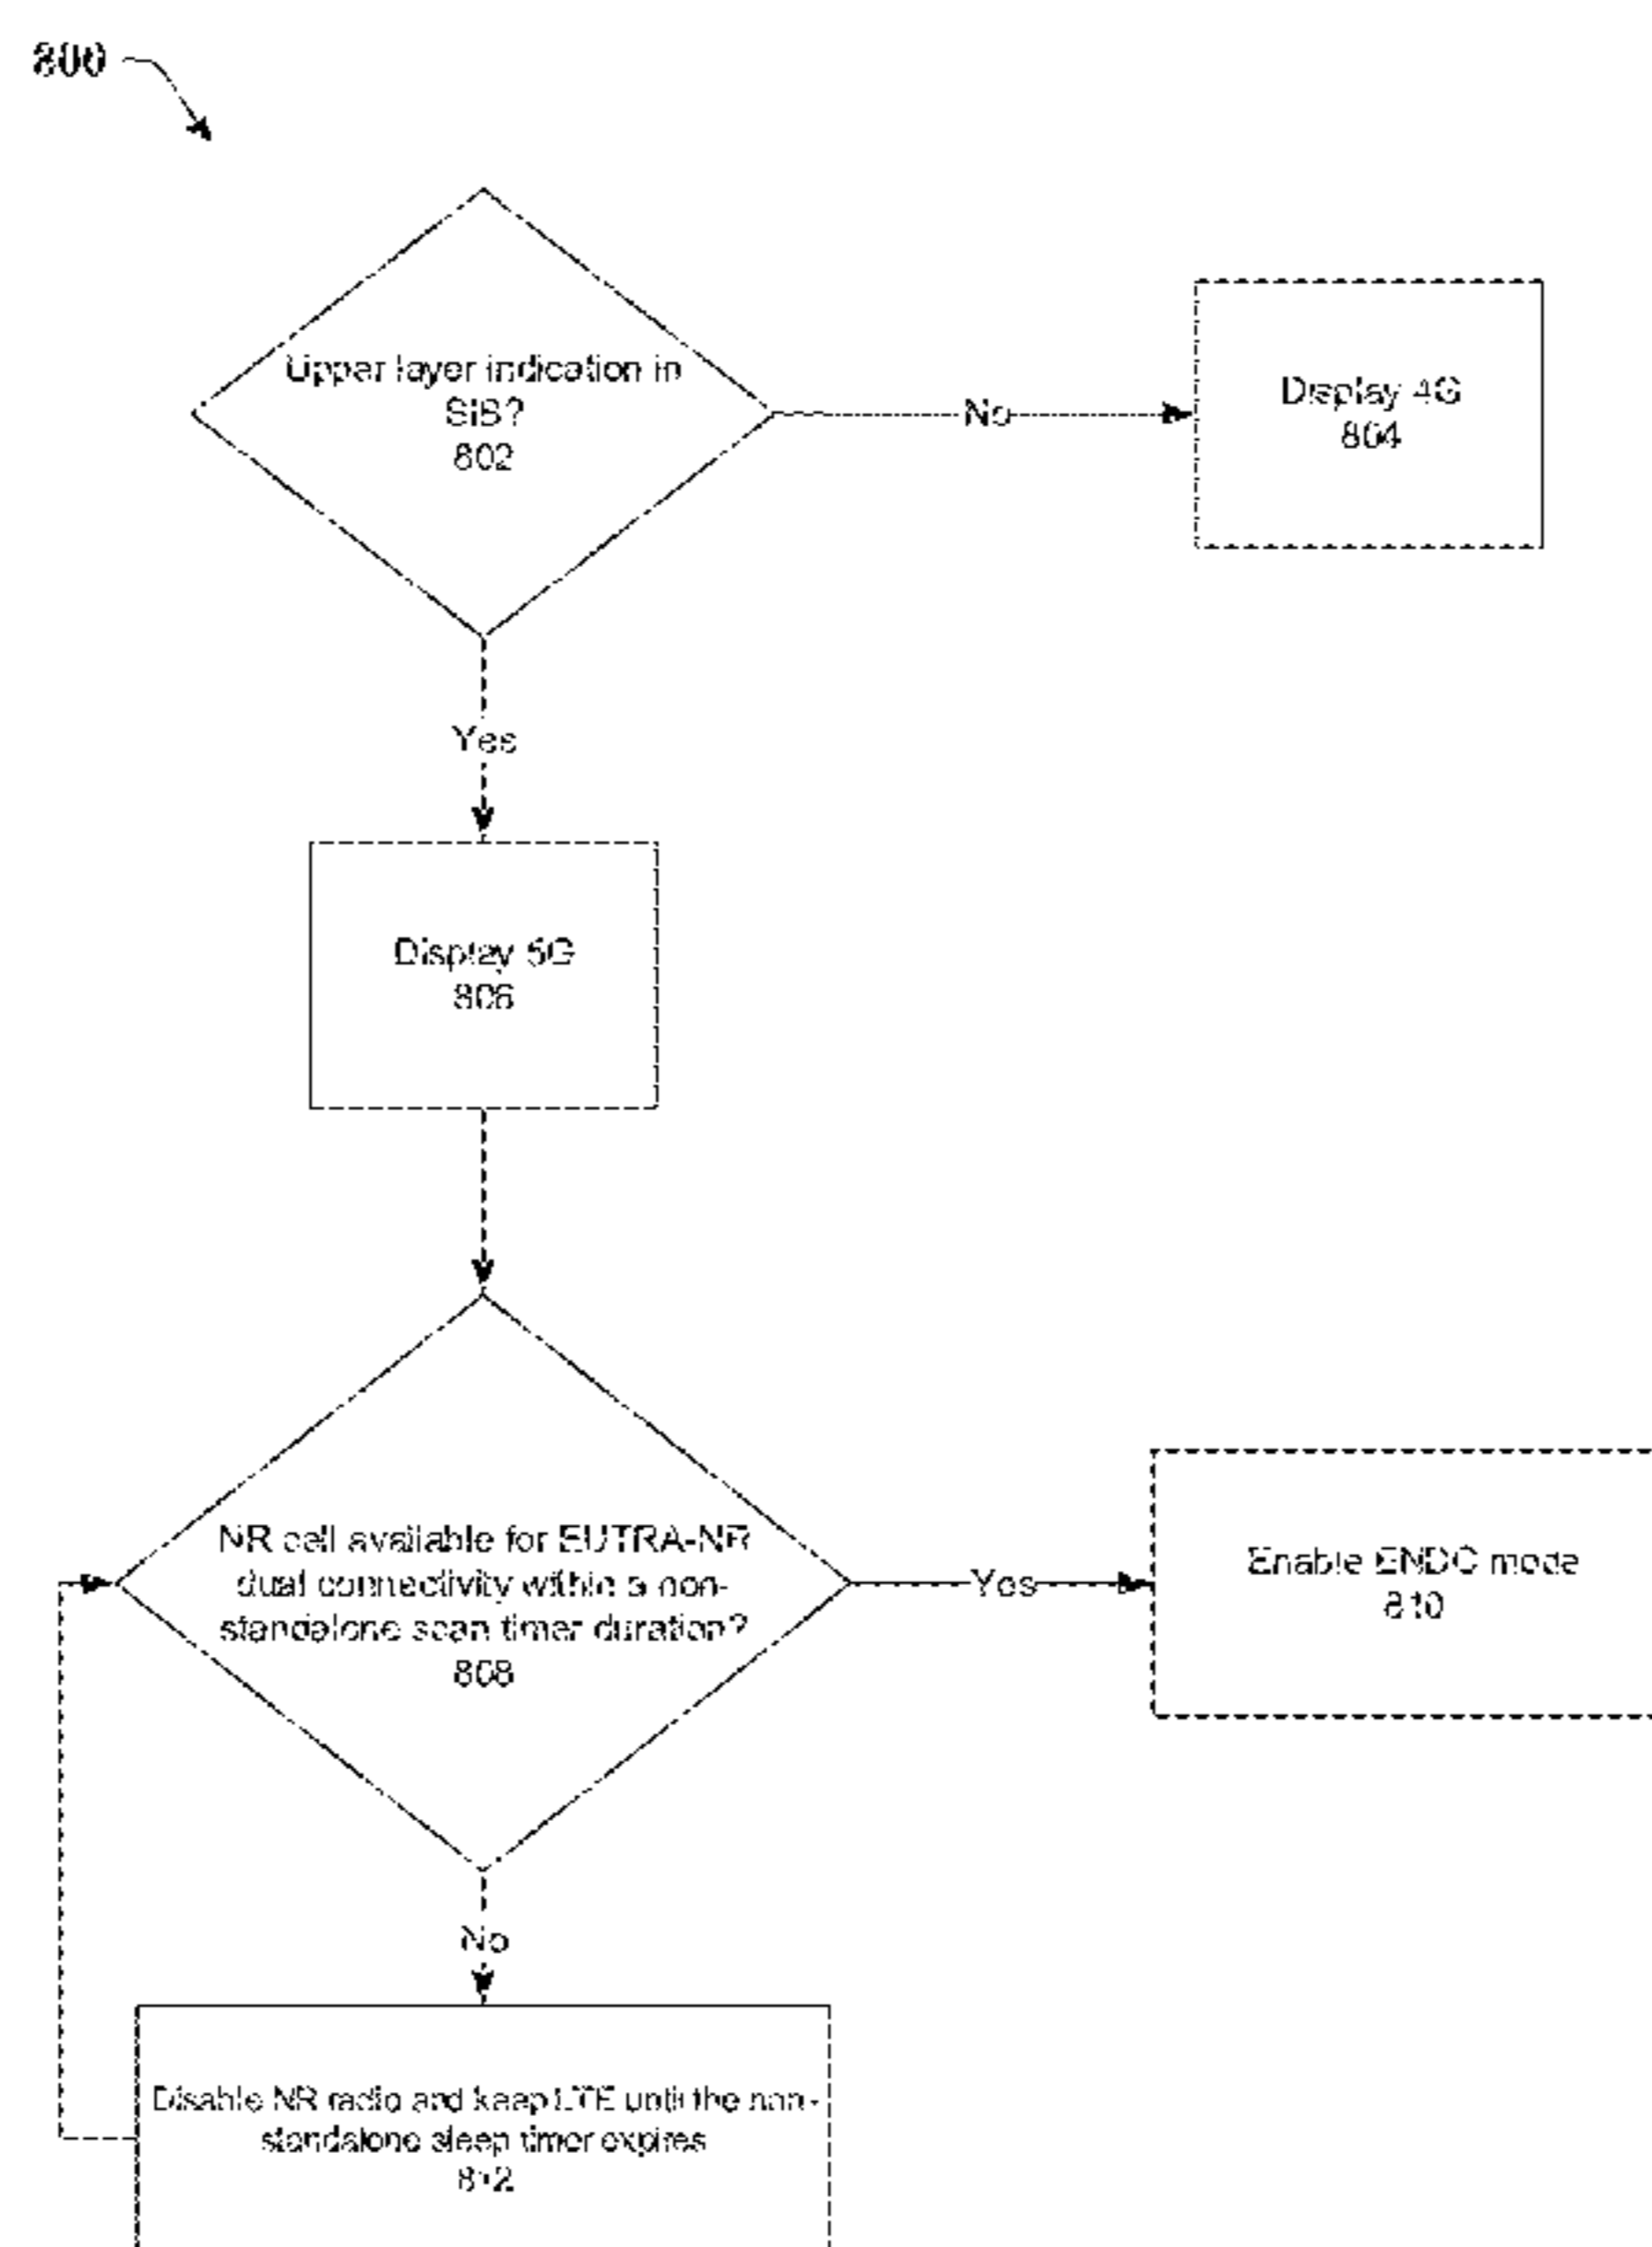 800
Upper layer indication in
SIB?
802
No
Display 4G
804
Yes
Display 5G
806
NR cell available for EUTRA-NR
dual connectivity within a non-
standalone scan timer duration?
808
Yes
Enable ENDC mode
810
No
Disable NR radio and keep LTE until the non-
standalone sleep timer expires
812